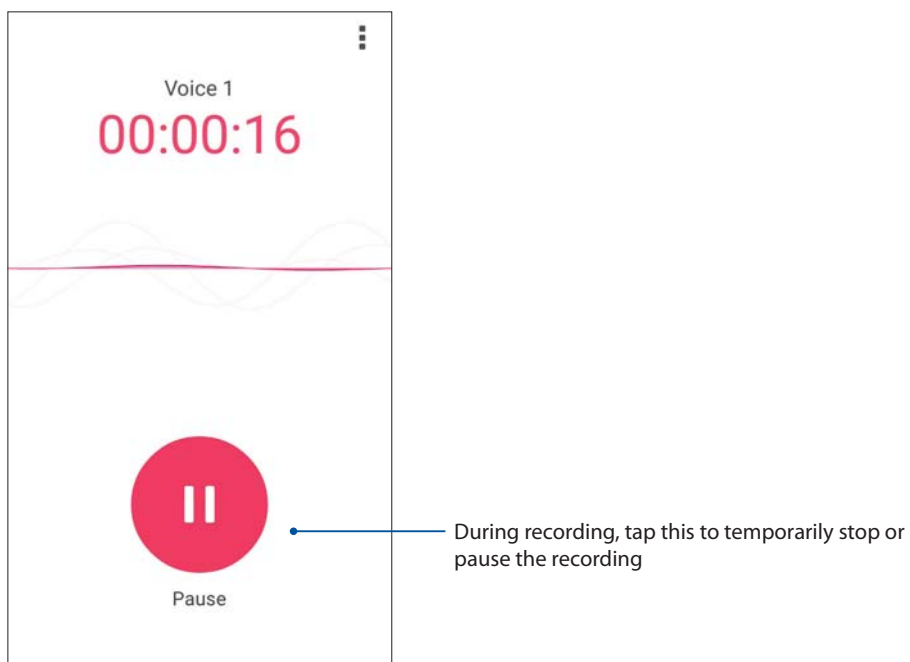 Voice 1
00:00:16
During recording, tap this to temporarily stop or
pause the recording
Pause